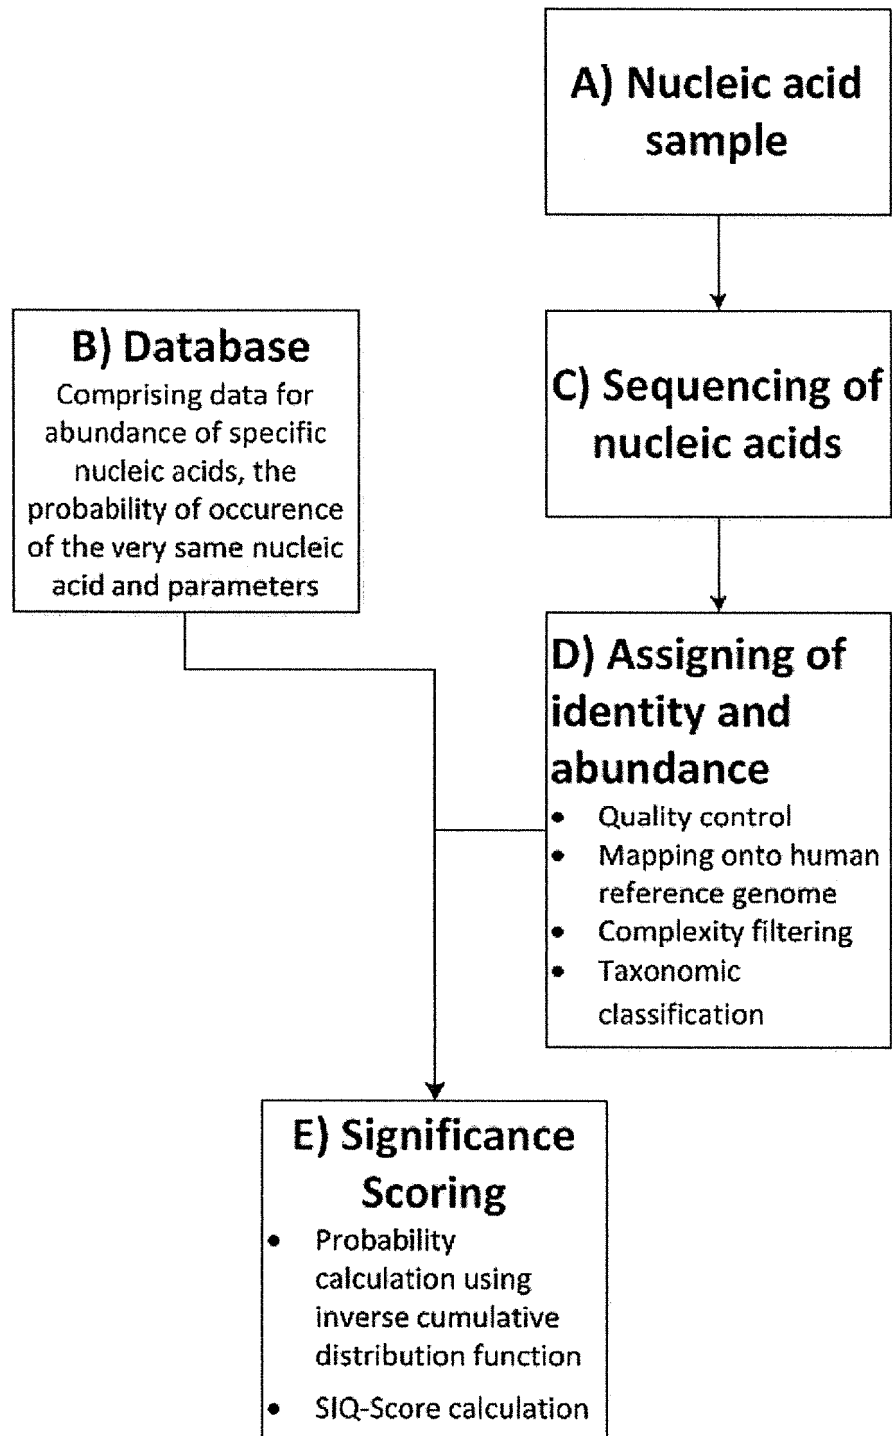 A) Nucleic acid
sample
B) Database
Comprising data for
abundance of specific
nucleic acids, the
probability of occurence
of the very same nucleic
acid and parameters
C) Sequencing of
nucleic acids
D) Assigning of
identity and
abundance
• Quality control
• Mapping onto human
reference genome
• Complexity filtering
• Taxonomic
classification
E) Significance
Scoring
• Probability
calculation using
inverse cumulative
distribution function
• SIQ-Score calculation